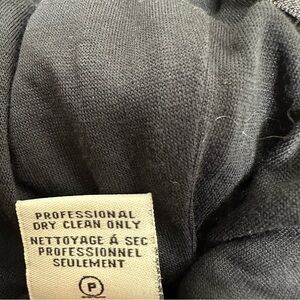 PROFESSIONAL
DRY CLEAN ONLY
NETTOYAGE Á SEC
PROFESSIONNEL
SEULEMENT
P